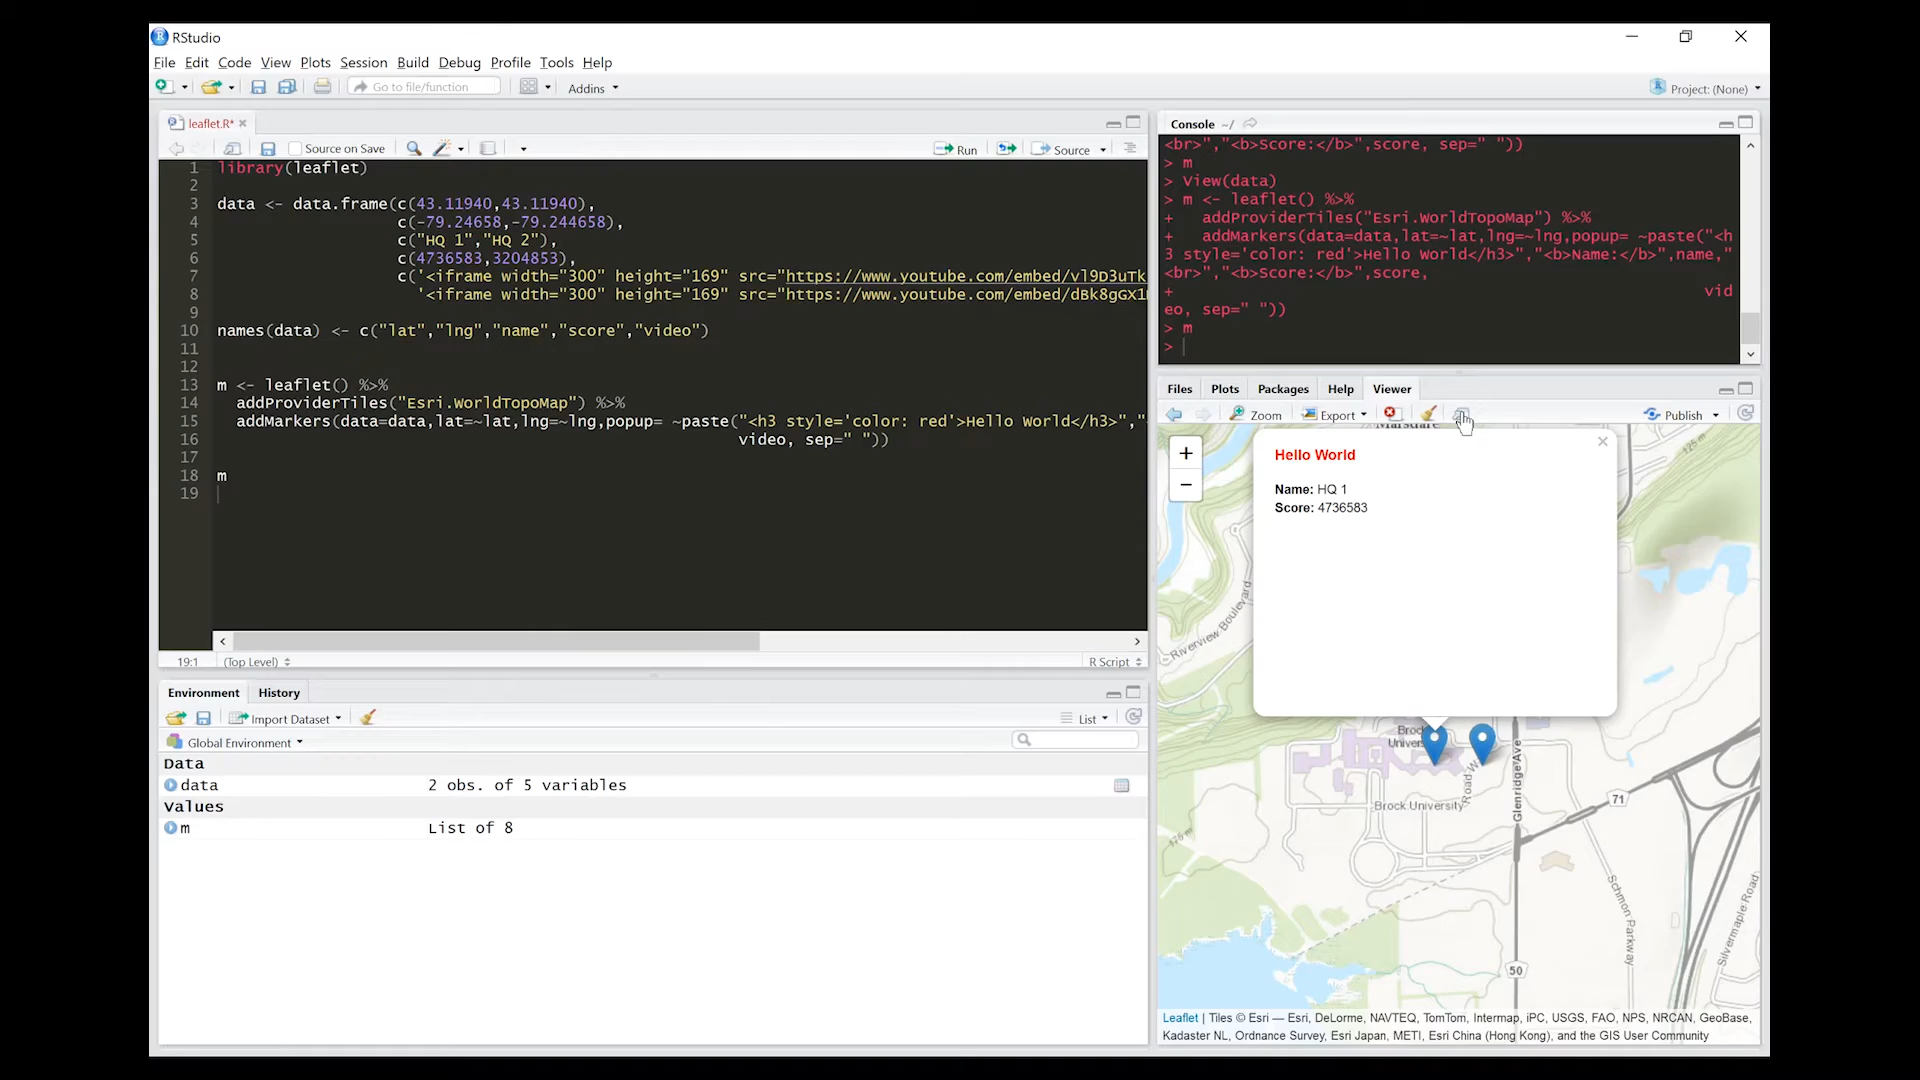 RStudio
File Edit Code View Plots Session Build Debug Profile Tools Help
Go to file/function
Addins
Project: (None)
leaflet.R*
Source on Save
Run
Source
1 library(leaflet)
2
3 data <- data.frame(c(43.11940,43.11940),
4 c(-79.24658,-79.244658),
5 c("HQ 1","HQ 2"),
6 c(4736583,3204853),
7 c('<iframe width="300" height="169" src="https://www.youtube.com/embed/vl9D3uTk
8 '<iframe width="300" height="169" src="https://www.youtube.com/embed/dBk8gGX1
9
10 names(data) <- c("lat","lng","name","score","video")
11
12
13 m <- leaflet() %>%
14 addProviderTiles("Esri.WorldTopoMap") %>%
15 addMarkers(data=data,lat=~lat,lng=~lng,popup= ~paste("<h3 style='color: red'>Hello World</h3>","
16 video, sep=" "))
17
18 m
19
19:1 (Top Level)
R Script
Environment History
Import Dataset
List
Global Environment
Data
data 2 obs. of 5 variables
Values
m List of 8
Console ~/
<br>","<b>Score:</b>",score, sep=" "))
> m
> View(data)
> m <- leaflet() %>%
+ addProviderTiles("Esri.WorldTopoMap") %>%
+ addMarkers(data=data,lat=~lat,lng=~lng,popup= ~paste("<h
3 style='color: red'>Hello World</h3>","<b>Name:</b>",name,"
<br>","<b>Score:</b>",score,
+ vid
eo, sep=" "))
> m
>
Files Plots Packages Help Viewer
Zoom Export Publish
+
−
Hello World
Name: HQ 1
Score: 4736583
125 m
Riverview Boulevard
Brock
Brock University
Glenridge Ave
71
175 m
Schmon Parkway
Silvermaple Road
50
Leaflet | Tiles © Esri — Esri, DeLorme, NAVTEQ, TomTom, Intermap, iPC, USGS, FAO, NPS, NRCAN, GeoBase,
Kadaster NL, Ordnance Survey, Esri Japan, METI, Esri China (Hong Kong), and the GIS User Community